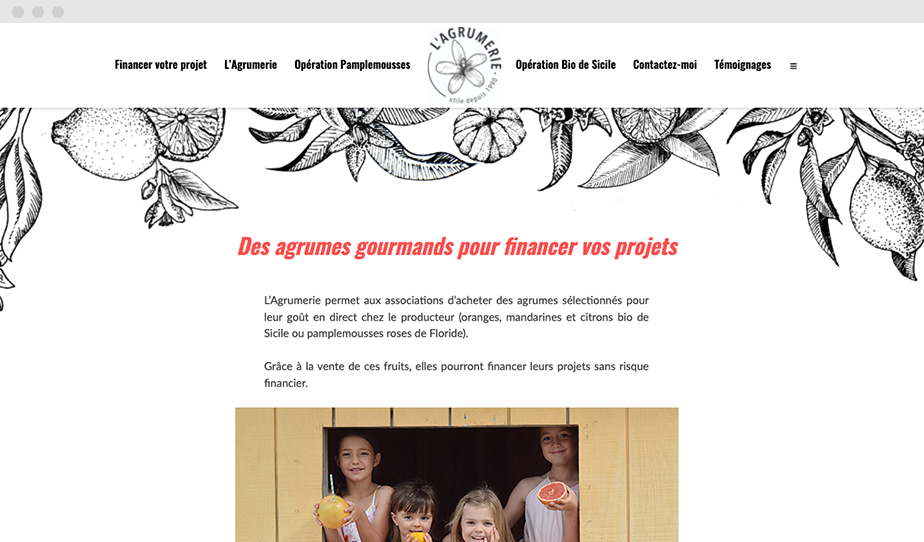 Financer votre projet
L'Agrumerie
Opération Pamplemousses
L'AGRUMERIE
utile depuis 1990
Opération Bio de Sicile
Contactez-moi
Témoignages
Des agrumes gourmands pour financer vos projets
L'Agrumerie permet aux associations d'acheter des agrumes sélectionnés pour
leur goût en direct chez le producteur (oranges, mandarines et citrons bio de
Sicile ou pamplemousses roses de Floride).
Grâce à la vente de ces fruits, elles pourront financer leurs projets sans risque
financier.